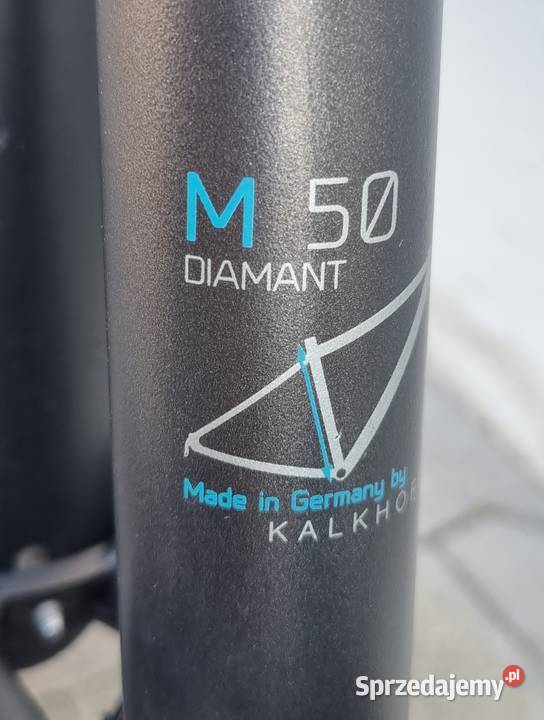 M 50
DIAMANT
Made in Germany by
KALKHOF
Sprzedajemy.pl